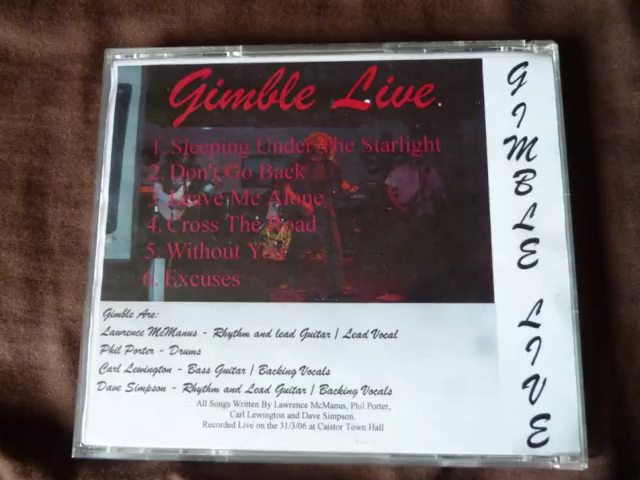 Gimble Live
1. Sleeping Under The Starlight
2. Don't Go Back
3. Leave Me Alone
4. Cross The Road
5. Without You
6. Excuses
Gimble Are:
Lawrence McManus - Rhythm and lead Guitar / Lead Vocal
Phil Porter - Drums
Carl Lewington - Bass Guitar / Backing Vocals
Dave Simpson - Rhythm and Lead Guitar / Backing Vocals
All Songs Written By Lawrence McManus, Phil Porter,
Carl Lewington and Dave Simpson.
Recorded Live on the 31/3/06 at Caistor Town Hall
GIMBLE LIVE